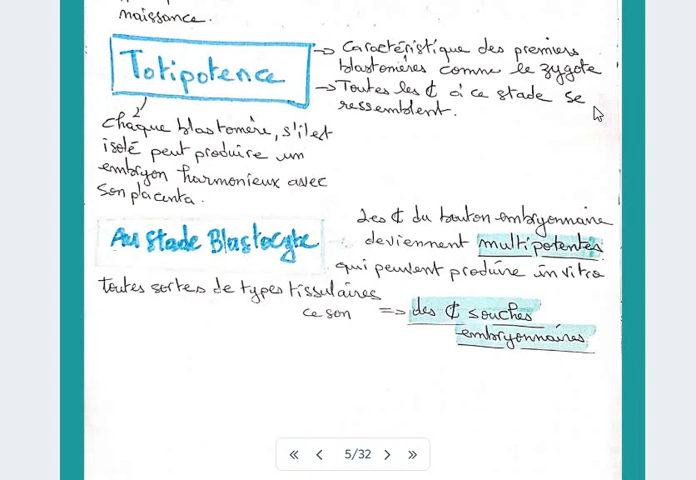 naissance.
Totipotence
-> Caractéristique des premiers
blastomères comme le zygote
-> Toutes les ₵ à ce stade se
ressemblent.
Chaque blastomère, s'il est
isolé peut produire un
embryon harmonieux avec
son placenta.
Au stade Blastocyte
Les ₵ du bouton embryonnaire
deviennent multipotentes
qui peuvent produire in vitro
toutes sortes de types tissulaires
ce son => des ₵ souches
embryonnaires
5/32